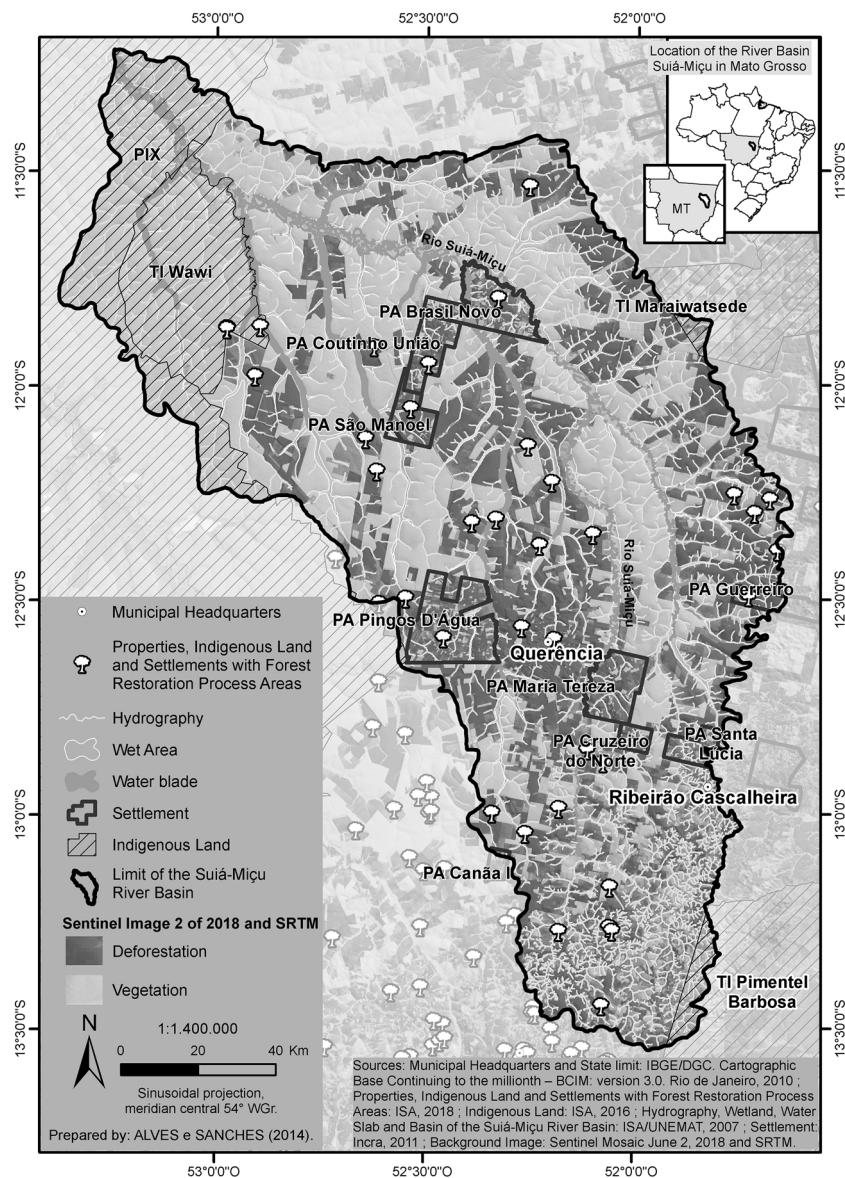 53°0'0"O
52°30'0"O
52°0'0"O
Location of the River Basin
Suiá-Miçu in Mato Grosso
MT
11°30'0"S
11°30'0"S
12°0'0"S
12°0'0"S
12°30'0"S
12°30'0"S
13°0'0"S
13°0'0"S
13°30'0"S
13°30'0"S
PIX
TI Wawi
Rio Suiá-Miçu
TI Maraiwatsede
PA Brasil Novo
PA Coutinho União
PA São Manoel
Rio Suiá-Miçu
PA Guerreiro
PA Pingos D'Água
Querência
PA Maria Tereza
PA Cruzeiro
do Norte
PA Santa
Lúcia
Ribeirão Cascalheira
PA Canãa I
TI Pimentel
Barbosa
Municipal Headquarters
Properties, Indigenous Land
and Settlements with Forest
Restoration Process Areas
Hydrography
Wet Area
Water blade
Settlement
Indigenous Land
Limit of the Suiá-Miçu
River Basin
Sentinel Image 2 of 2018 and SRTM
Deforestation
Vegetation
N
1:1.400.000
0 20 40 Km
Sinusoidal projection,
meridian central 54° WGr.
Prepared by: ALVES e SANCHES (2014).
Sources: Municipal Headquarters and State limit: IBGE/DGC. Cartographic
Base Continuing to the millionth – BCIM: version 3.0. Rio de Janeiro, 2010 ;
Properties, Indigenous Land and Settlements with Forest Restoration Process
Areas: ISA, 2018 ; Indigenous Land: ISA, 2016 ; Hydrography, Wetland, Water
Slab and Basin of the Suiá-Miçu River Basin: ISA/UNEMAT, 2007 ; Settlement:
Incra, 2011 ; Background Image: Sentinel Mosaic June 2, 2018 and SRTM.
53°0'0"O
52°30'0"O
52°0'0"O